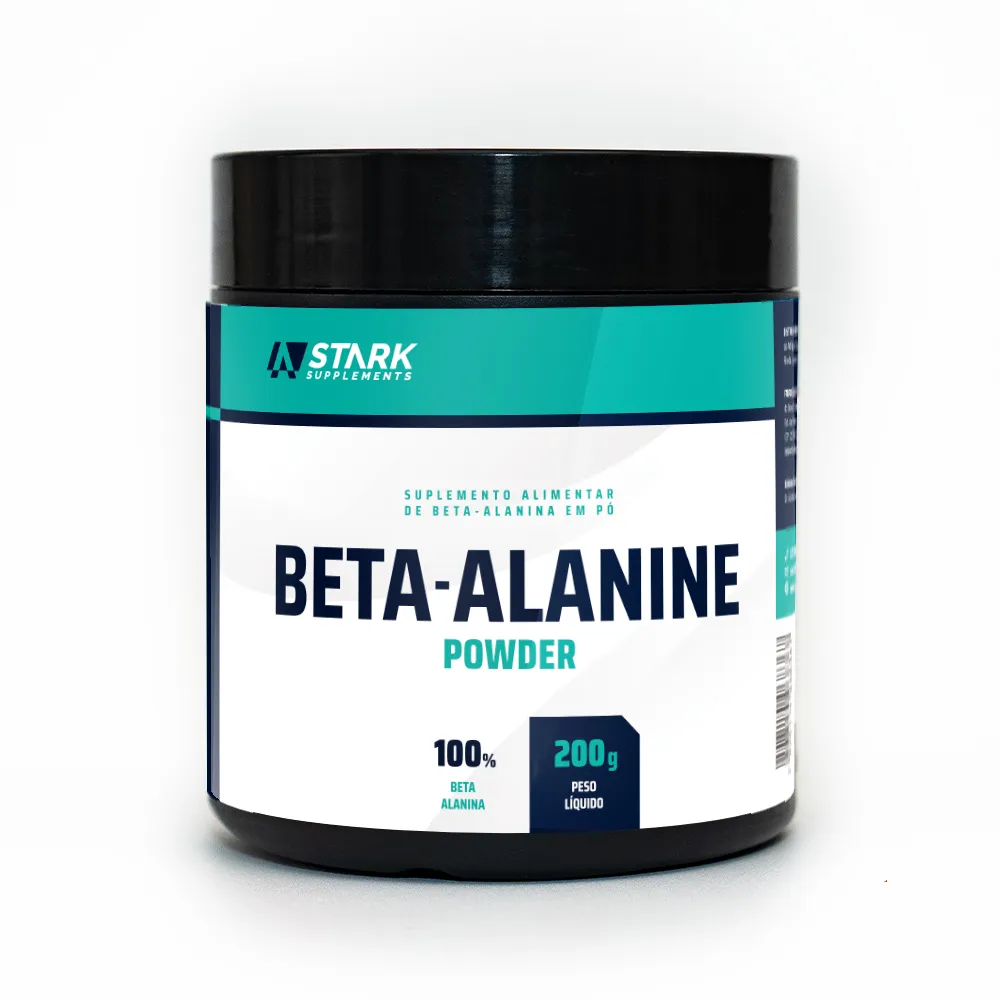 STARK
SUPPLEMENTS
SUPLEMENTO ALIMENTAR
DE BETA-ALANINA EM PÓ
BETA-ALANINE
POWDER
100%
BETA
ALANINA
200g
PESO
LÍQUIDO